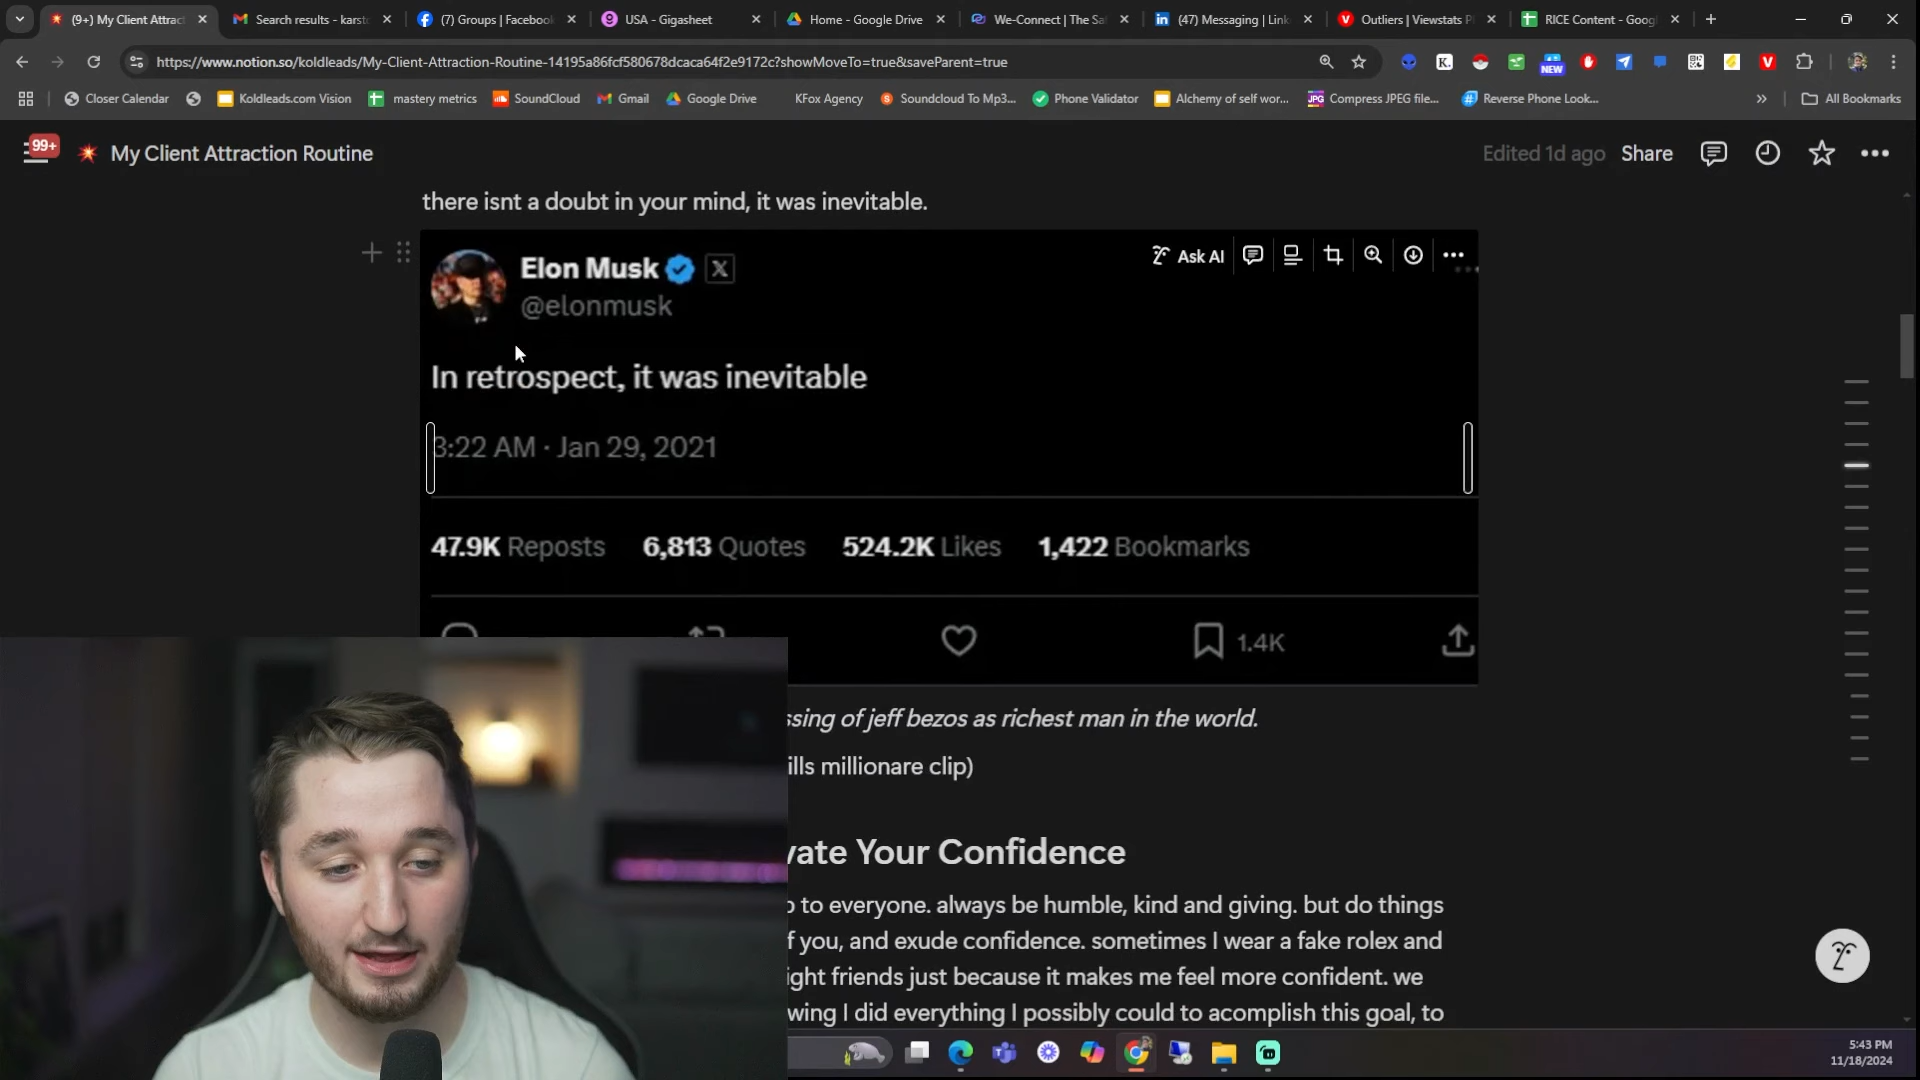 (9+) My Client Attract
Search results - karst
(7) Groups | Facebook
USA - Gigasheet
Home - Google Drive
We-Connect | The Sa
(47) Messaging | Link
Outliers | Viewstats P
RICE Content - Goog
https://www.notion.so/koldleads/My-Client-Attraction-Routine-14195a86fcf580678dcaca64f2e9172c?showMoveTo=true&saveParent=true
K.
NEW
Closer Calendar
Koldleads.com Vision
mastery metrics
SoundCloud
Gmail
Google Drive
KFox Agency
Soundcloud To Mp3...
Phone Validator
Alchemy of self wor...
JPG
Compress JPEG file...
Reverse Phone Look...
All Bookmarks
99+
My Client Attraction Routine
Edited 1d ago
Share
there isnt a doubt in your mind, it was inevitable.
Elon Musk
@elonmusk
Ask AI
In retrospect, it was inevitable
3:22 AM · Jan 29, 2021
47.9K Reposts 6,813 Quotes 524.2K Likes 1,422 Bookmarks
1.4K
ssing of jeff bezos as richest man in the world.
ills millionare clip)
vate Your Confidence
to everyone. always be humble, kind and giving. but do things
f you, and exude confidence. sometimes I wear a fake rolex and
ight friends just because it makes me feel more confident. we
wing I did everything I possibly could to acomplish this goal, to
5:43 PM
11/18/2024